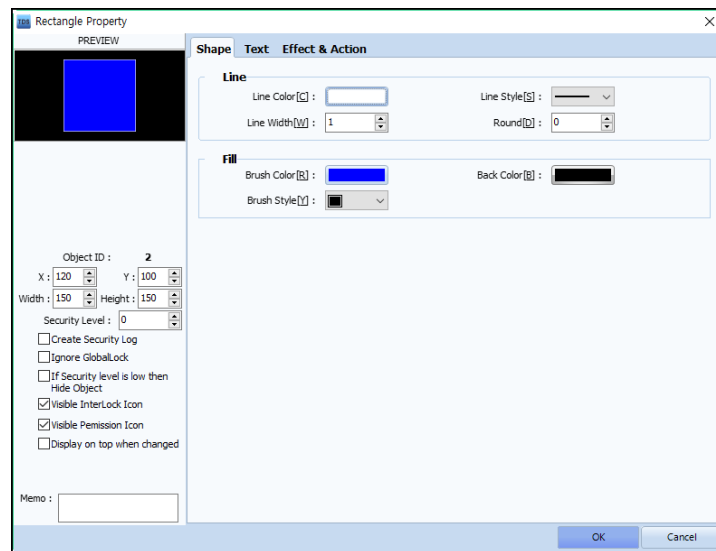 TDS Rectangle Property
PREVIEW
Shape Text Effect & Action
Line
Line Color[C] : Line Style[S] :
Line Width[W] : 1 Round[D] : 0
Fill
Brush Color[R] : Back Color[B] :
Brush Style[Y] :
Object ID : 2
X : 120 Y : 100
Width : 150 Height : 150
Security Level : 0
Create Security Log
Ignore GlobalLock
If Security level is low then
Hide Object
Visible InterLock Icon
Visible Pemission Icon
Display on top when changed
Memo :
OK Cancel